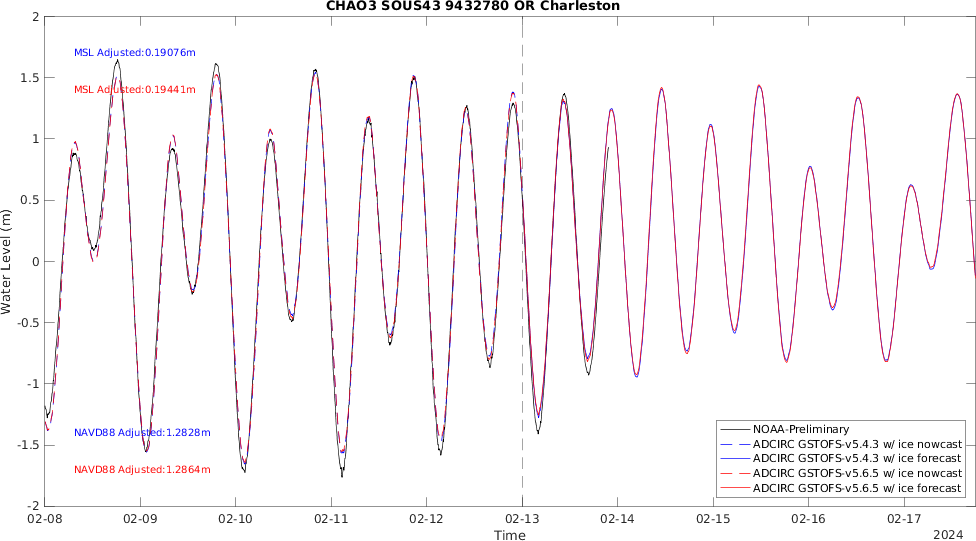 CHAO3 SOUS43 9432780 OR Charleston
2
1.5
1
0.5
0
-0.5
-1
-1.5
-2
Water Level (m)
MSL Adjusted:0.19076m
MSL Adjusted:0.19441m
NAVD88 Adjusted:1.2828m
NAVD88 Adjusted:1.2864m
NOAA-Preliminary
ADCIRC GSTOFS-v5.4.3 w/ ice nowcast
ADCIRC GSTOFS-v5.4.3 w/ ice forecast
ADCIRC GSTOFS-v5.6.5 w/ ice nowcast
ADCIRC GSTOFS-v5.6.5 w/ ice forecast
02-08 02-09 02-10 02-11 02-12 02-13 02-14 02-15 02-16 02-17
Time
2024